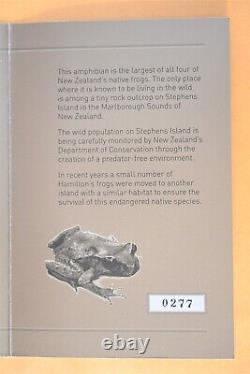 This amphibian is the largest of all four of
New Zealand's native frogs. The only place
where it is known to be living in the wild
is among a tiny rock outcrop on Stephens
Island in the Marlborough Sounds of
New Zealand.
The wild population on Stephens Island is
being carefully monitored by New Zealand's
Department of Conservation through the
creation of a predator-free environment.
In recent years a small number of
Hamilton's frogs were moved to another
island with a similar habitat to ensure the
survival of this endangered native species.
0277